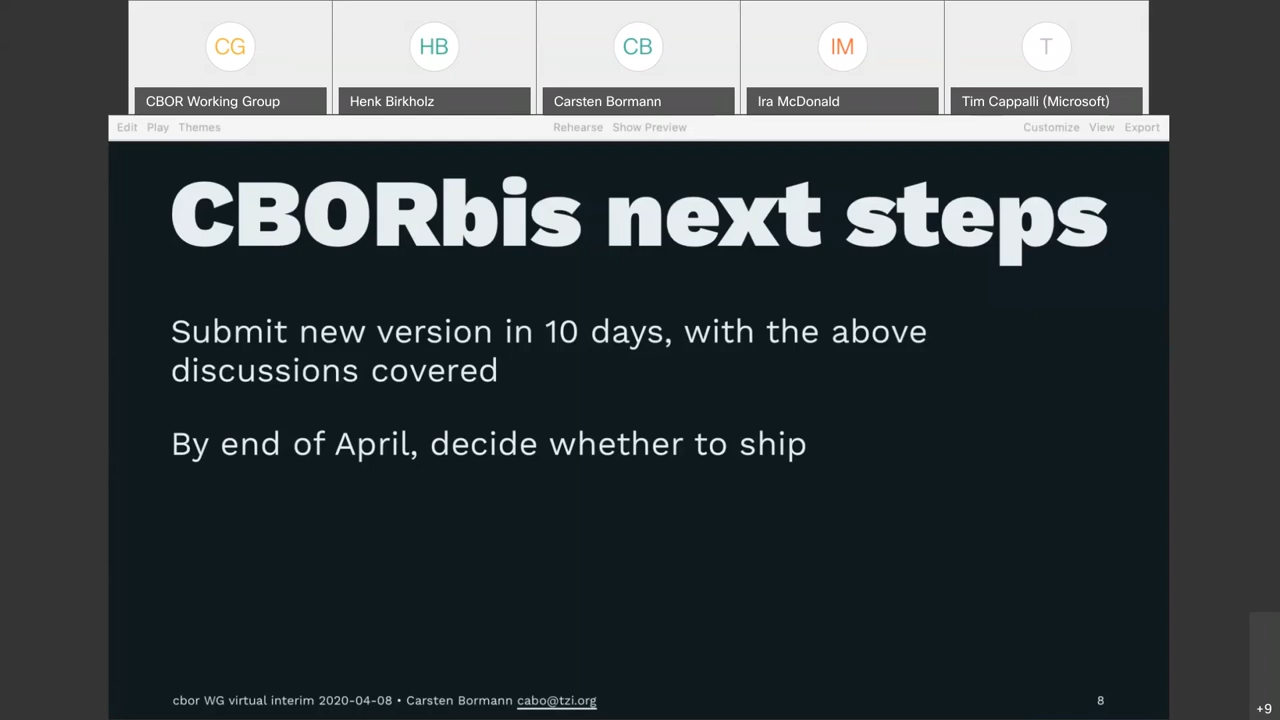 CG HB CB IM T
CBOR Working Group Henk Birkholz Carsten Bormann Ira McDonald Tim Cappalli (Microsoft)
Edit Play Themes Rehearse Show Preview Customize View Export
CBORbis next steps
Submit new version in 10 days, with the above
discussions covered
By end of April, decide whether to ship
cbor WG virtual interim 2020-04-08 • Carsten Bormann cabo@tzi.org 8
+9